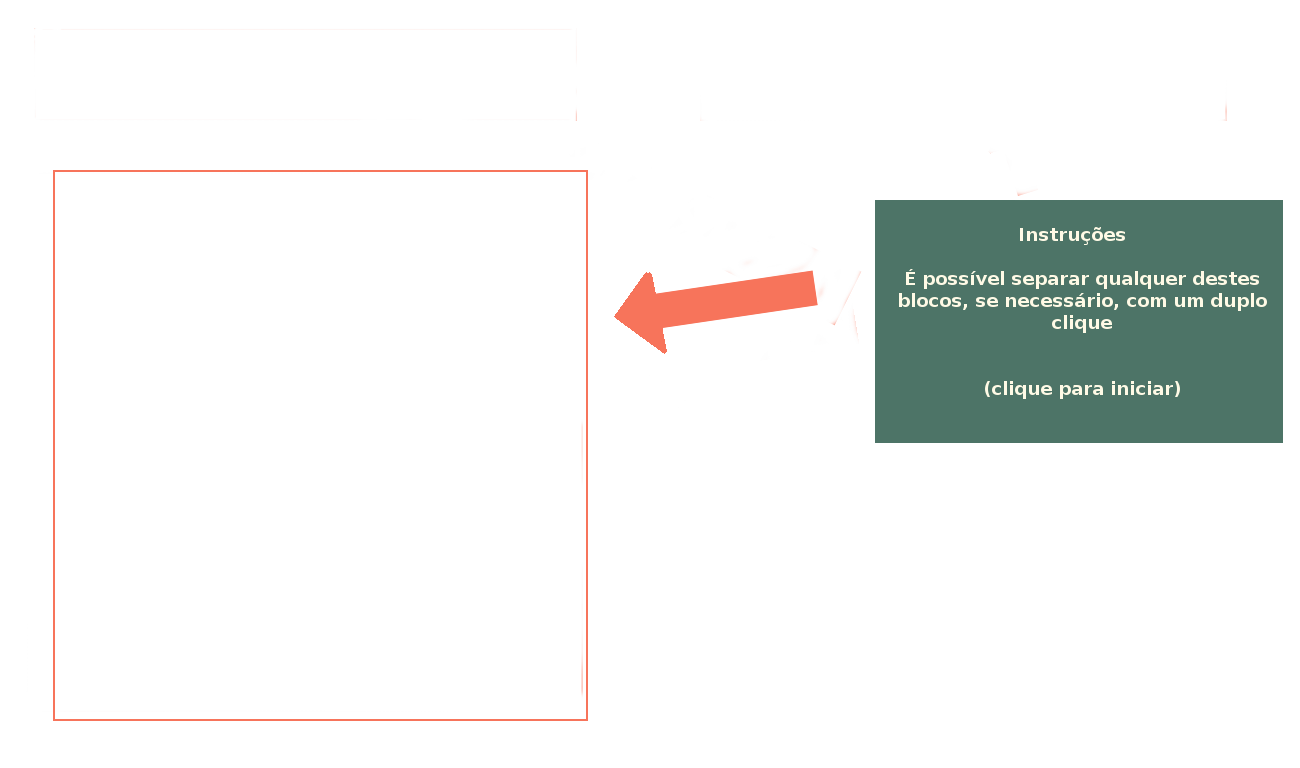 Instruções
É possível separar qualquer destes
blocos, se necessário, com um duplo
clique
(clique para iniciar)